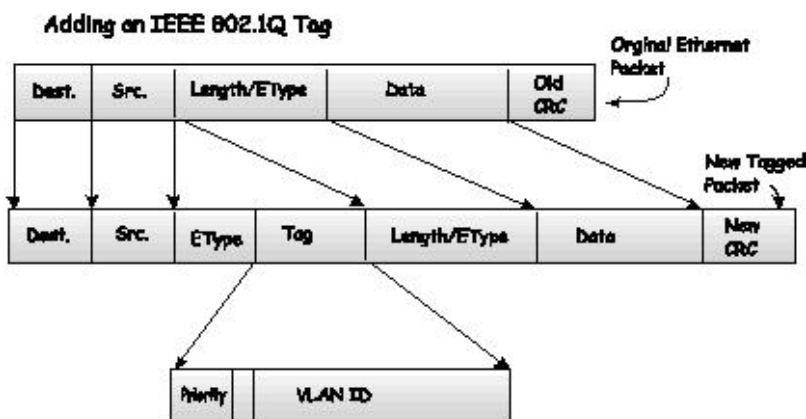 Adding an IEEE 802.1Q Tag
Orginal Ethernet
Packet
Dest. Src. Length/EType Data Old
CRC
New Tagged
Packet
Dest. Src. EType Tag Length/EType Data New
CRC
Priority VLAN ID